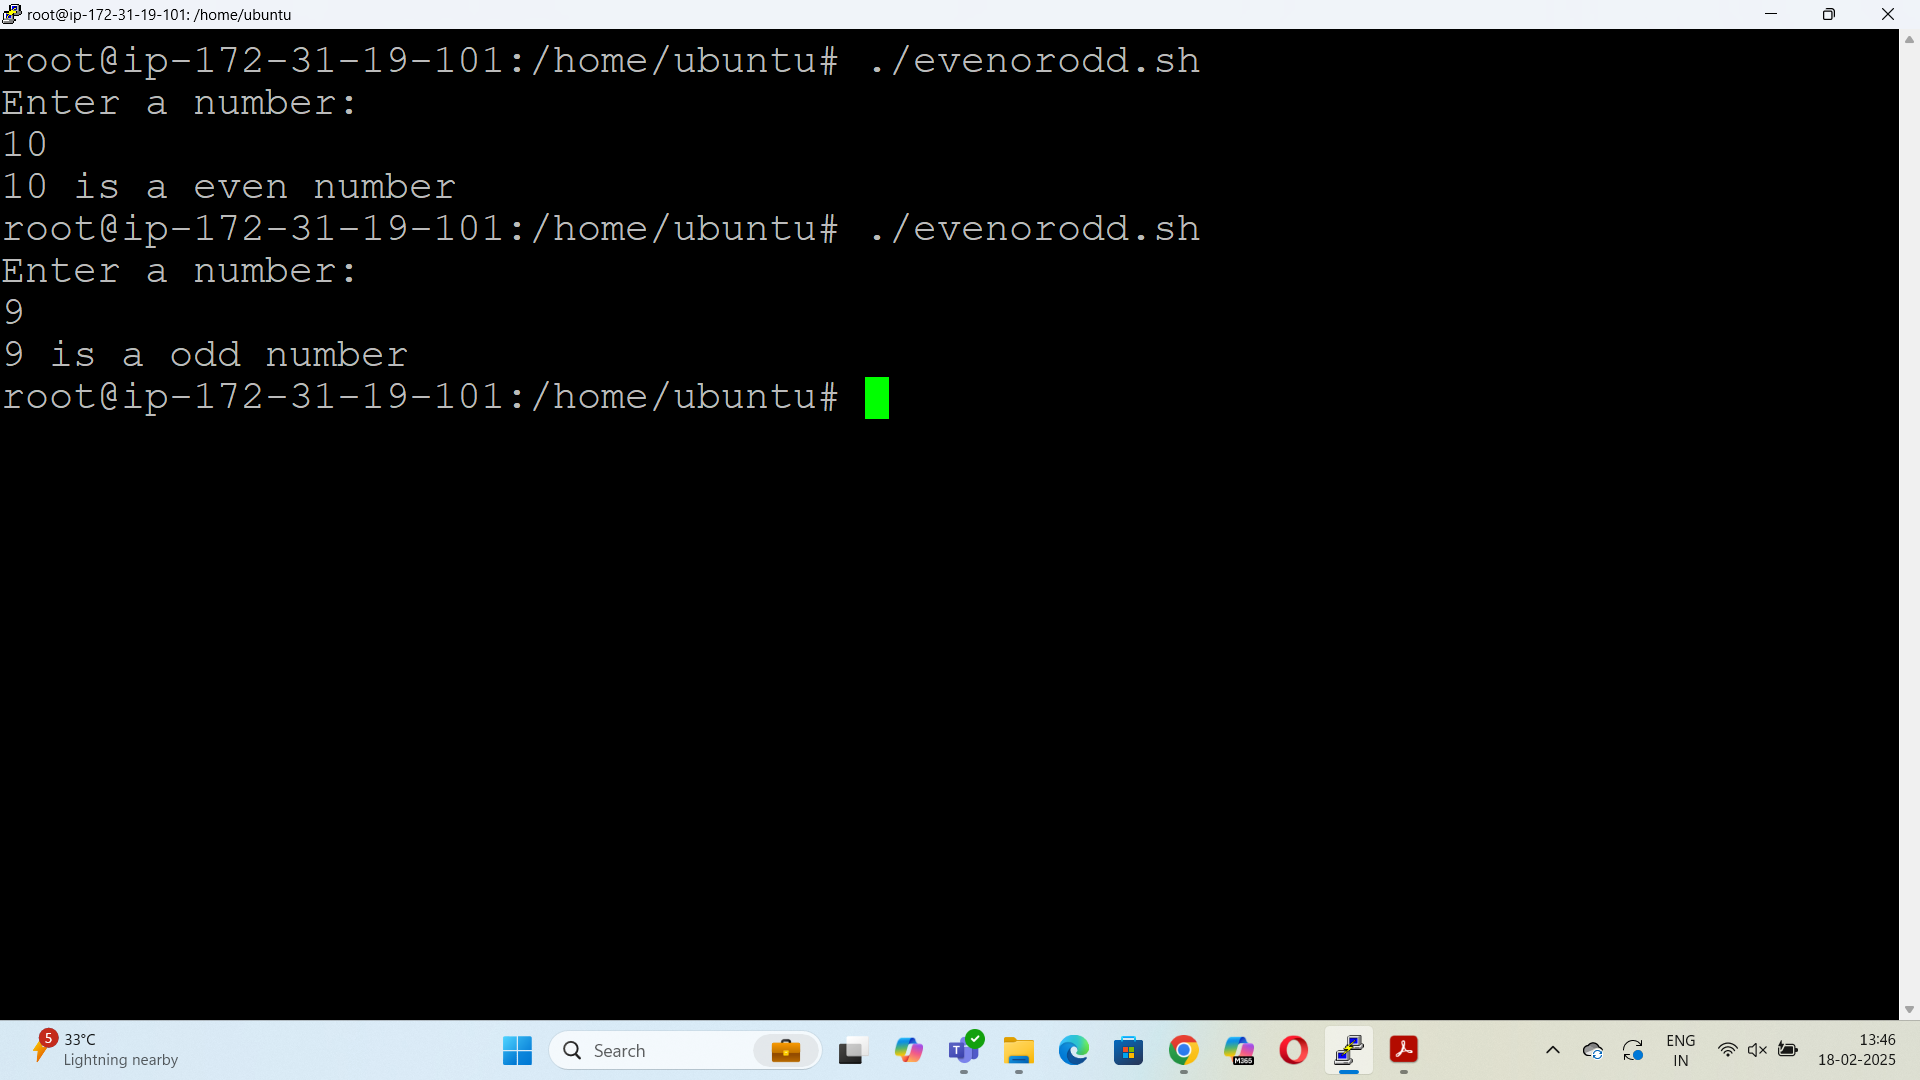 root@ip-172-31-19-101: /home/ubuntu
root@ip-172-31-19-101:/home/ubuntu# ./evenorodd.sh
Enter a number:
10
10 is a even number
root@ip-172-31-19-101:/home/ubuntu# ./evenorodd.sh
Enter a number:
9
9 is a odd number
root@ip-172-31-19-101:/home/ubuntu#
5
33°C
Lightning nearby
Search
T
M365
ENG
IN
13:46
18-02-2025